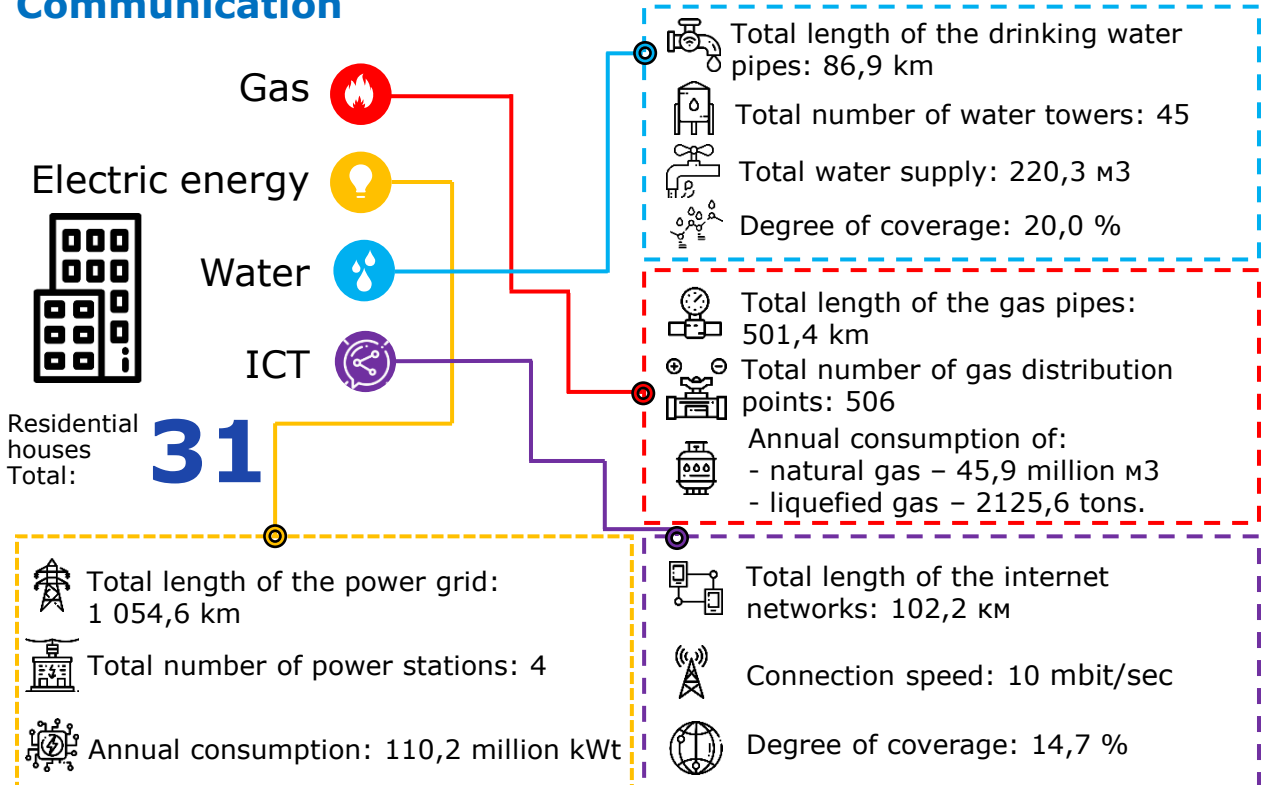 Communication
Gas
Electric energy
Water
ICT
Residential
houses
Total:
31
Total length of the drinking water
pipes: 86,9 km
Total number of water towers: 45
Total water supply: 220,3 м3
Degree of coverage: 20,0 %
Total length of the gas pipes:
501,4 km
Total number of gas distribution
points: 506
Annual consumption of:
- natural gas – 45,9 million м3
- liquefied gas – 2125,6 tons.
Total length of the power grid:
1 054,6 km
Total number of power stations: 4
Annual consumption: 110,2 million kWt
Total length of the internet
networks: 102,2 км
Connection speed: 10 mbit/sec
Degree of coverage: 14,7 %